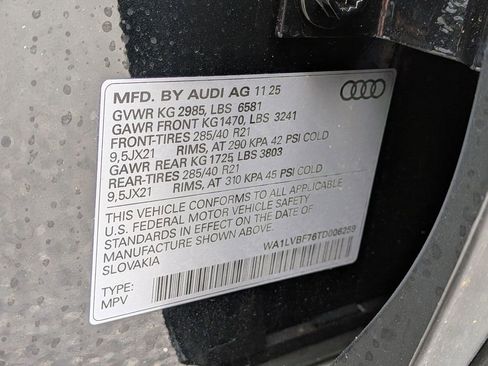 MFD. BY AUDI AG 11 25
GVWR KG 2985, LBS 6581
GAWR FRONT KG1470, LBS 3241
FRONT-TIRES 285/40 R21
9,5JX21 RIMS, AT 290 KPA 42 PSI COLD
GAWR REAR KG 1725, LBS 3803
REAR-TIRES 285/40 R21
9,5JX21 RIMS, AT 310 KPA 45 PSI COLD
THIS VEHICLE CONFORMS TO ALL APPLICABLE
U.S. FEDERAL MOTOR VEHICLE SAFETY
STANDARDS IN EFFECT ON THE DATE OF
MANUFACTURE SHOWN ABOVE.
SLOVAKIA
WA1LVBF76TD006259
TYPE:
MPV